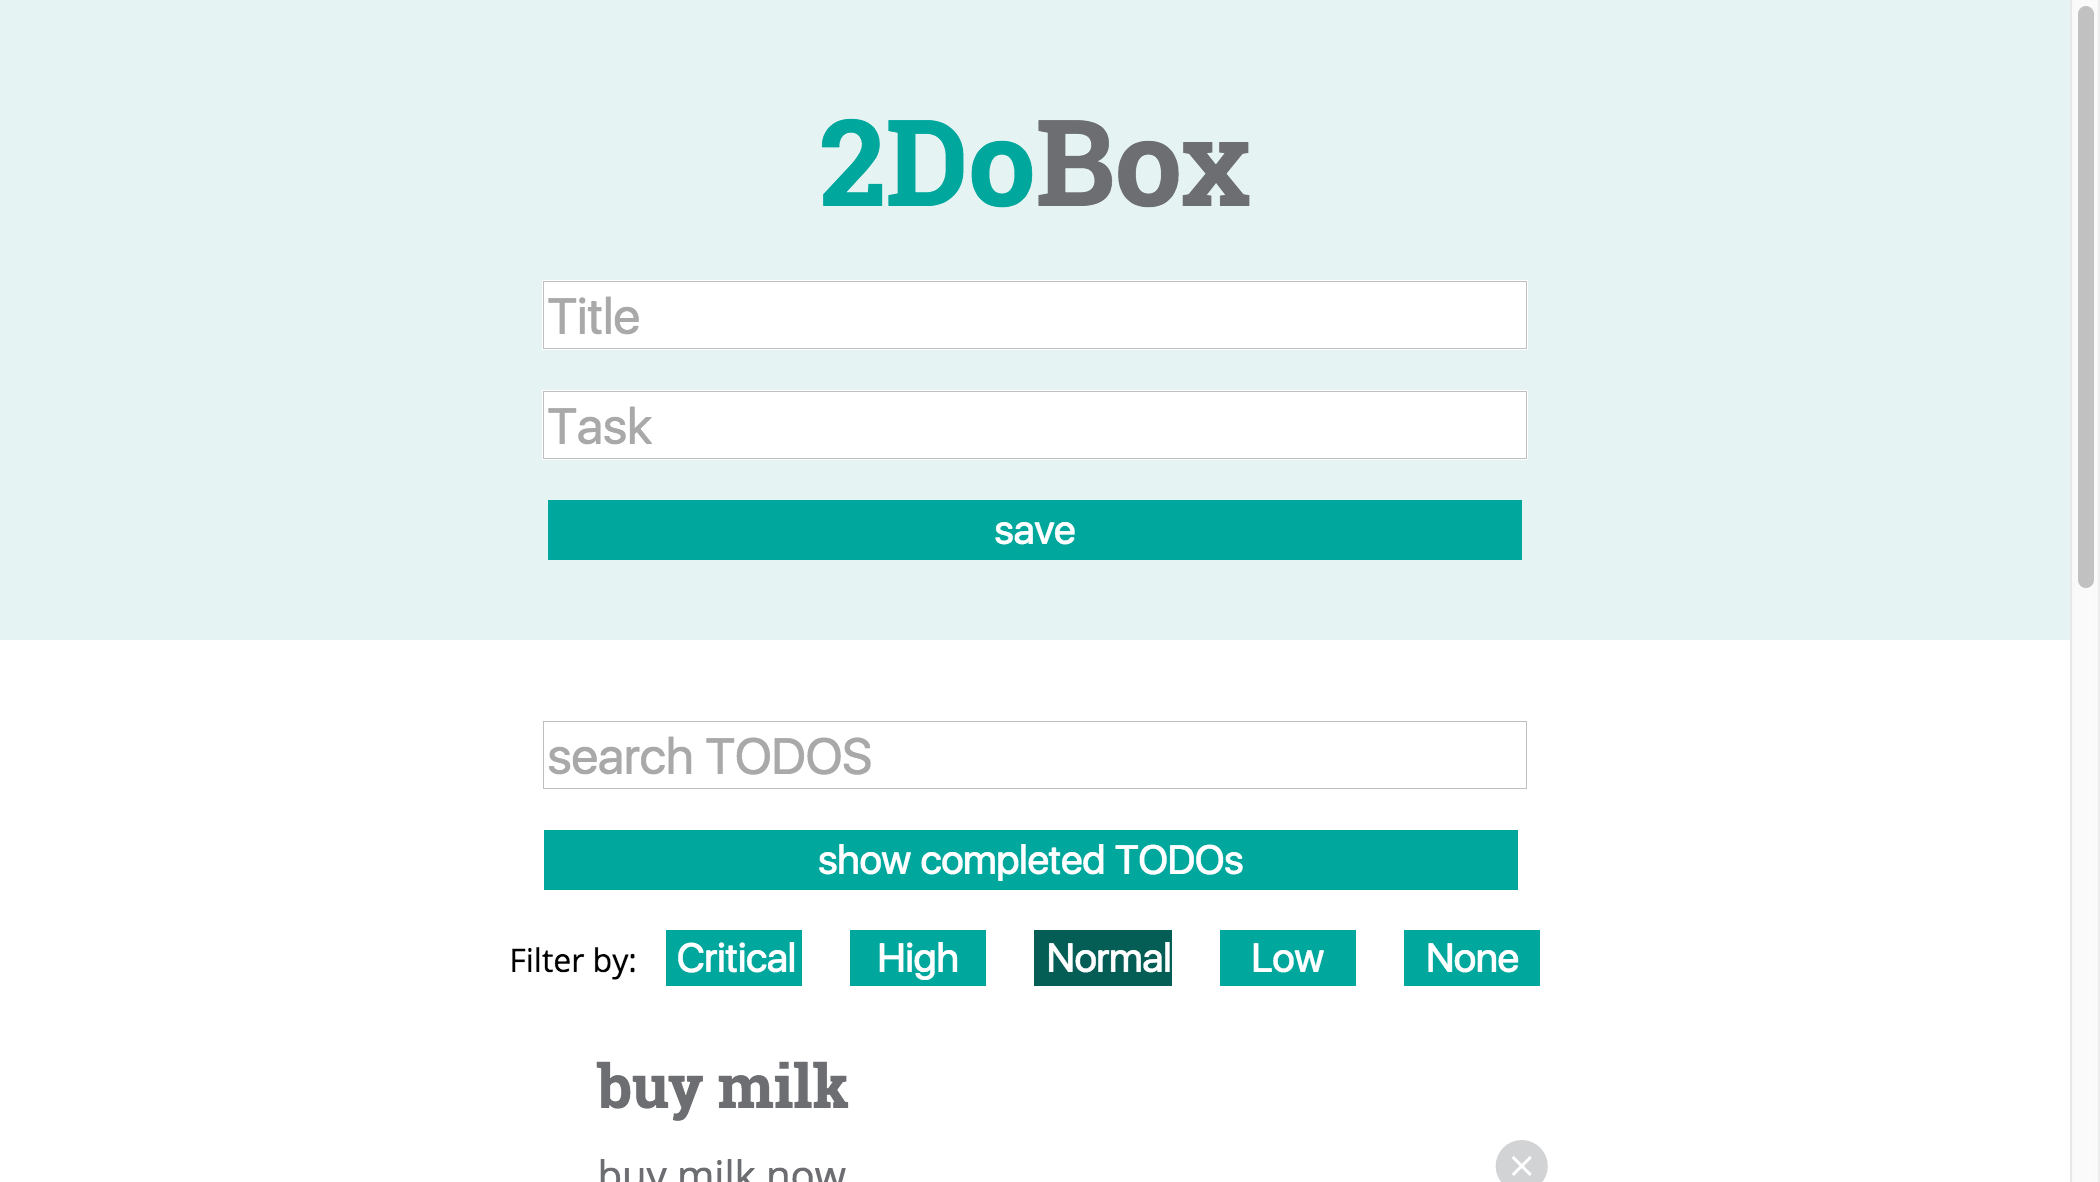 2DoBox
Title
Task
save
search TODOS
show completed TODOs
Filter by: Critical High Normal Low None
buy milk
buy milk now